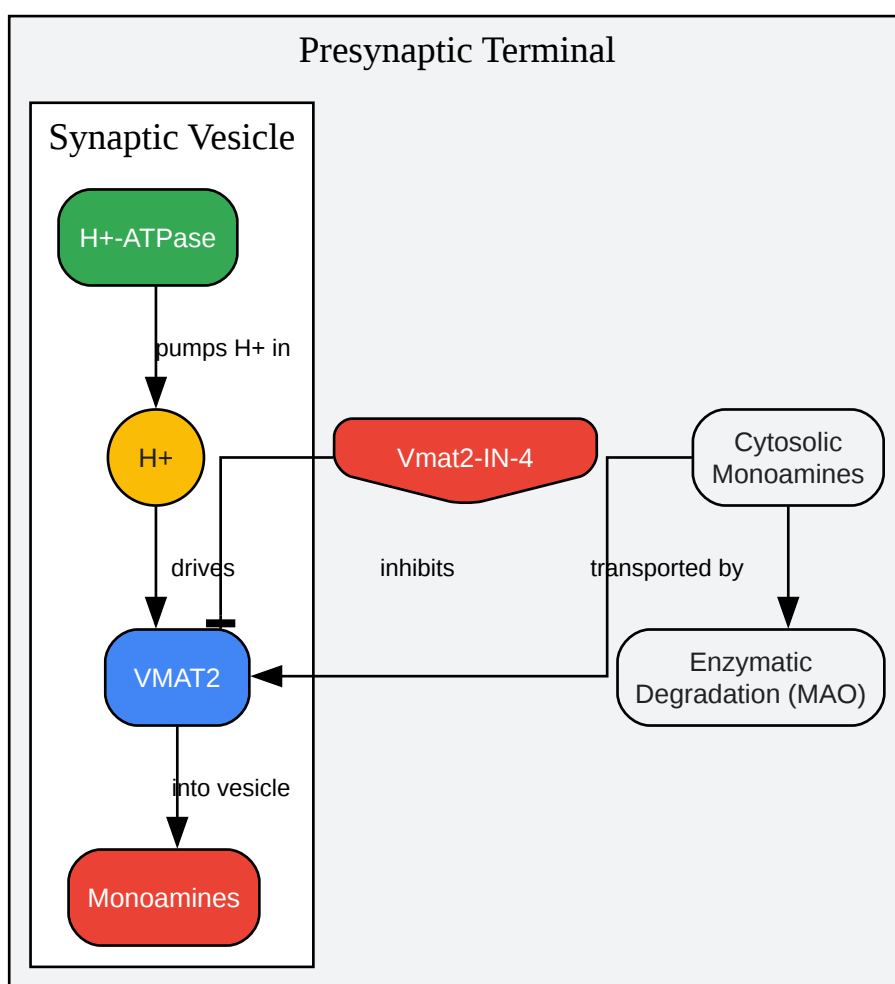 Presynaptic Terminal
Synaptic Vesicle
H+-ATPase
pumps H+ in
H+
Vmat2-IN-4
Cytosolic
Monoamines
drives
inhibits
transported by
VMAT2
Enzymatic
Degradation (MAO)
into vesicle
Monoamines